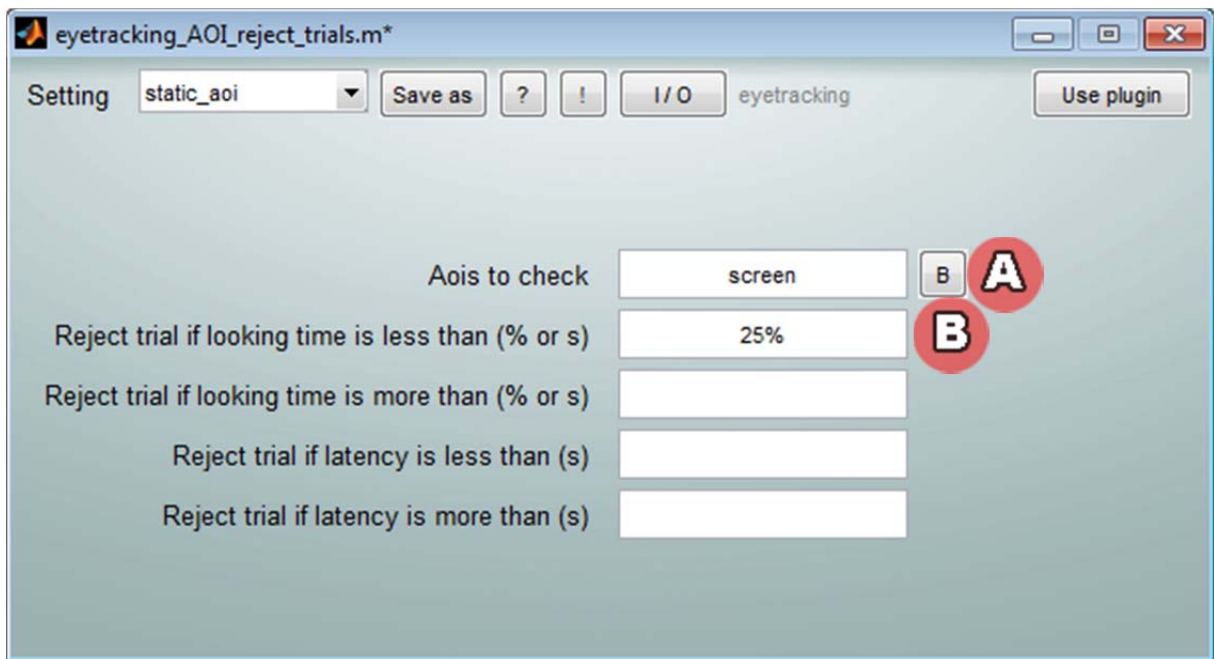 eyetracking_AOI_reject_trials.m*
Setting static_aoi Save as ? ! I / O eyetracking Use plugin
Aois to check screen B A
Reject trial if looking time is less than (% or s) 25% B
Reject trial if looking time is more than (% or s)
Reject trial if latency is less than (s)
Reject trial if latency is more than (s)